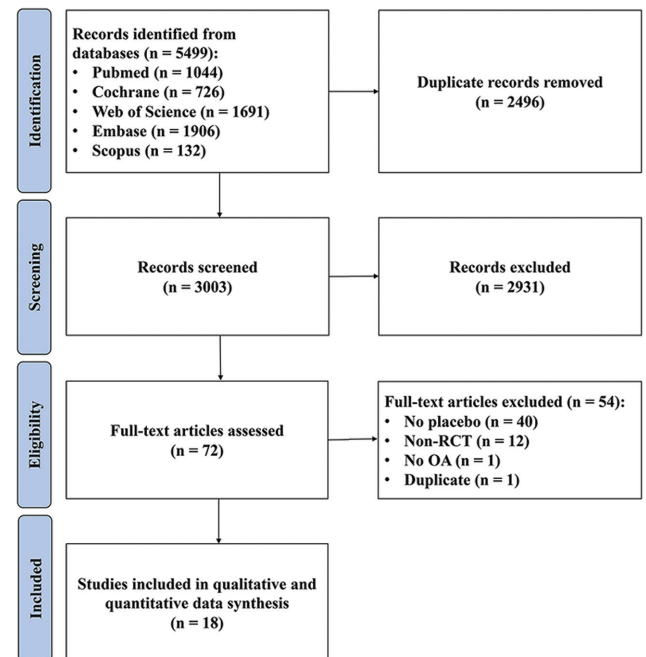 Identification
Records identified from
databases (n = 5499):
• Pubmed (n = 1044)
• Cochrane (n = 726)
• Web of Science (n = 1691)
• Embase (n = 1906)
• Scopus (n = 132)
Duplicate records removed
(n = 2496)
Screening
Records screened
(n = 3003)
Records excluded
(n = 2931)
Eligibility
Full-text articles assessed
(n = 72)
Full-text articles excluded (n = 54):
• No placebo (n = 40)
• Non-RCT (n = 12)
• No OA (n = 1)
• Duplicate (n = 1)
Included
Studies included in qualitative and
quantitative data synthesis
(n = 18)